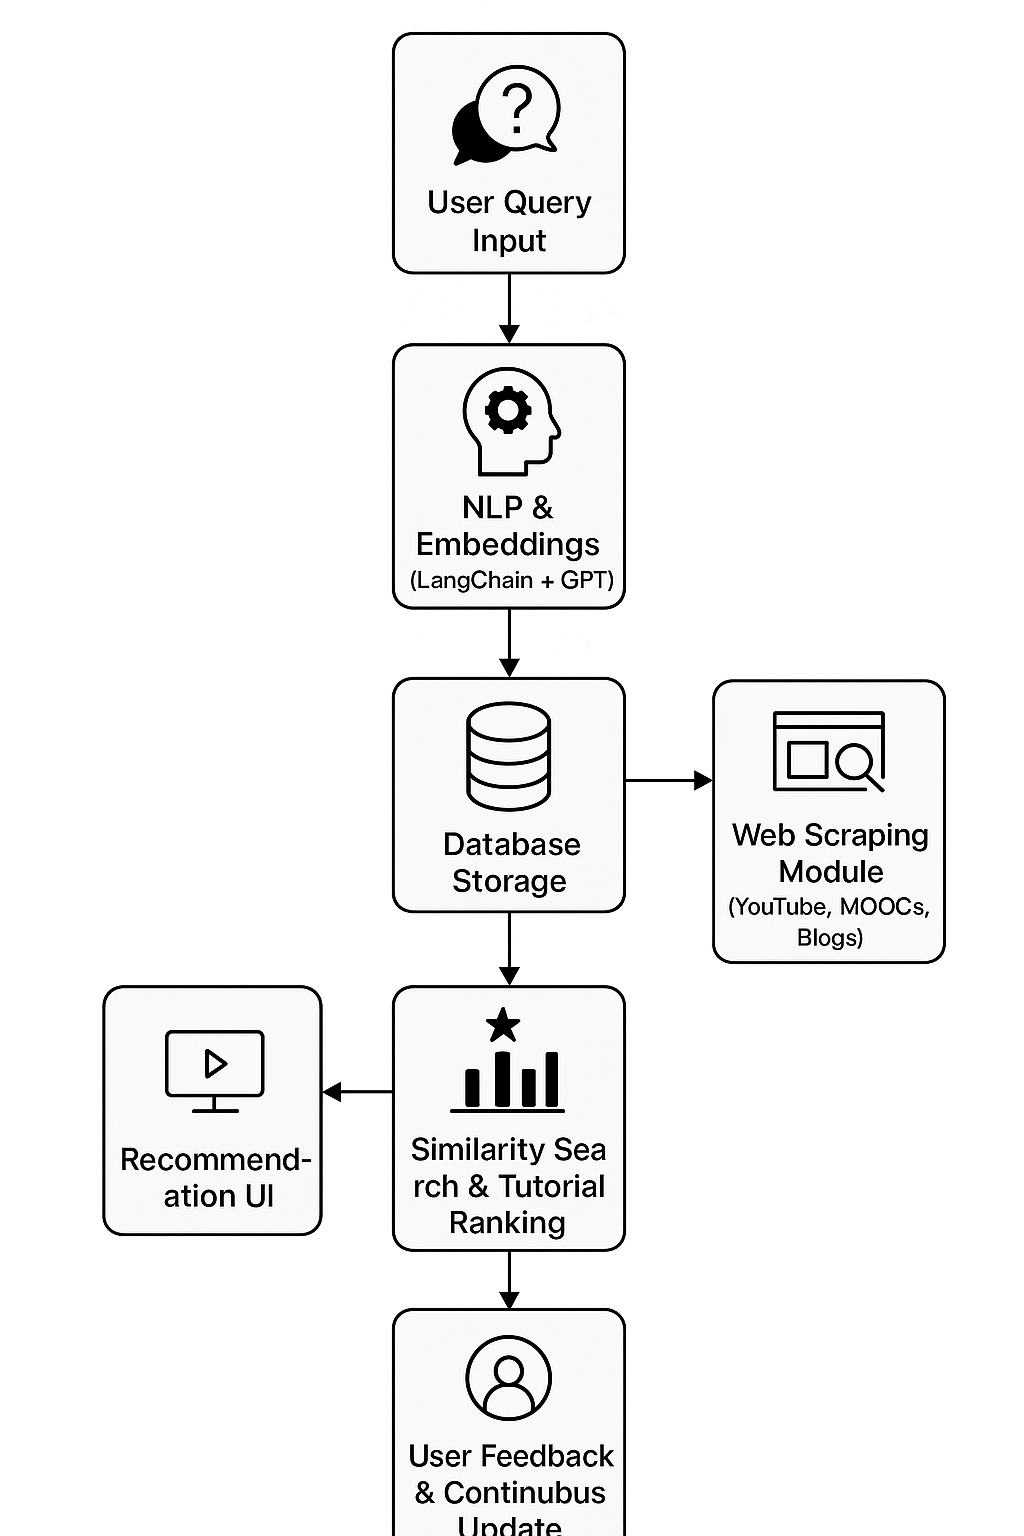 ?
User Query
Input
NLP &
Embeddings
(LangChain + GPT)
Database
Storage
Web Scraping
Module
(YouTube, MOOCs,
Blogs)
Recommend-
ation UI
Similarity Sea
rch & Tutorial
Ranking
User Feedback
& Continubus
Update